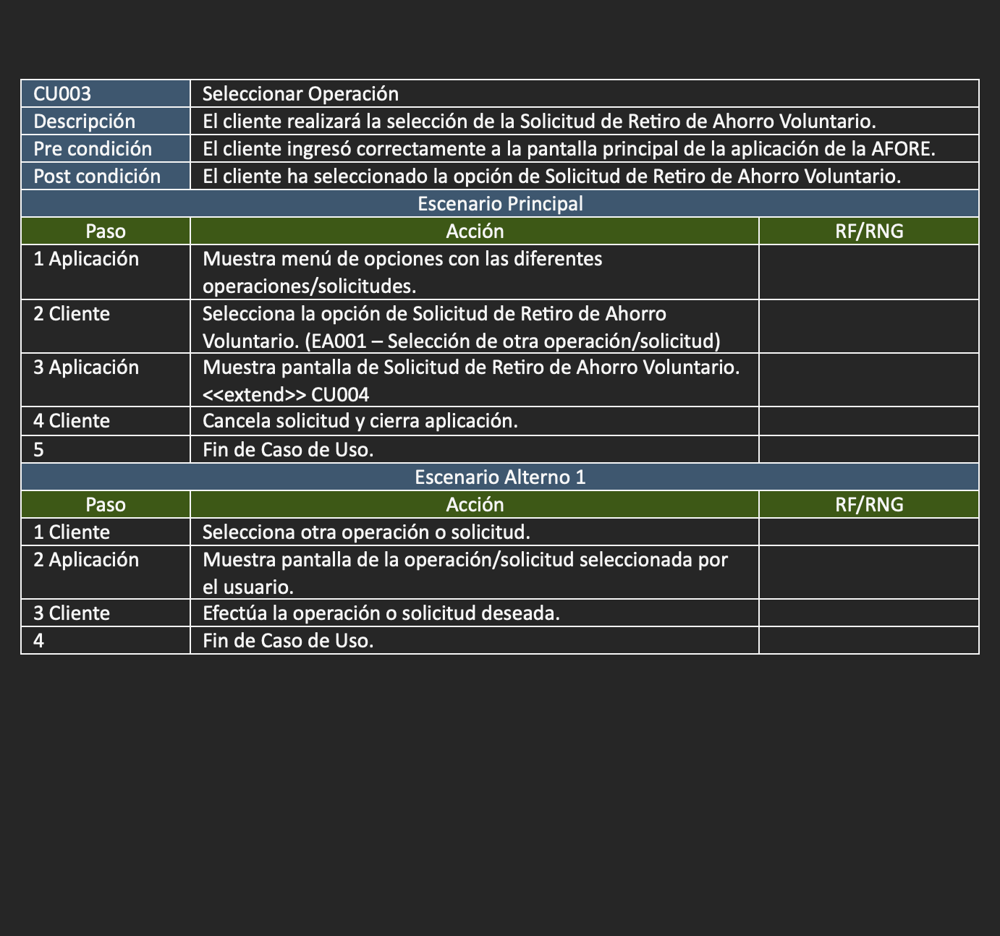 CU003 Seleccionar Operación
Descripción El cliente realizará la selección de la Solicitud de Retiro de Ahorro Voluntario.
Pre condición El cliente ingresó correctamente a la pantalla principal de la aplicación de la AFORE.
Post condición El cliente ha seleccionado la opción de Solicitud de Retiro de Ahorro Voluntario.
Escenario Principal
Paso Acción RF/RNG
1 Aplicación Muestra menú de opciones con las diferentes
operaciones/solicitudes.
2 Cliente Selecciona la opción de Solicitud de Retiro de Ahorro
Voluntario. (EA001 – Selección de otra operación/solicitud)
3 Aplicación Muestra pantalla de Solicitud de Retiro de Ahorro Voluntario.
<<extend>> CU004
4 Cliente Cancela solicitud y cierra aplicación.
5 Fin de Caso de Uso.
Escenario Alterno 1
Paso Acción RF/RNG
1 Cliente Selecciona otra operación o solicitud.
2 Aplicación Muestra pantalla de la operación/solicitud seleccionada por
el usuario.
3 Cliente Efectúa la operación o solicitud deseada.
4 Fin de Caso de Uso.